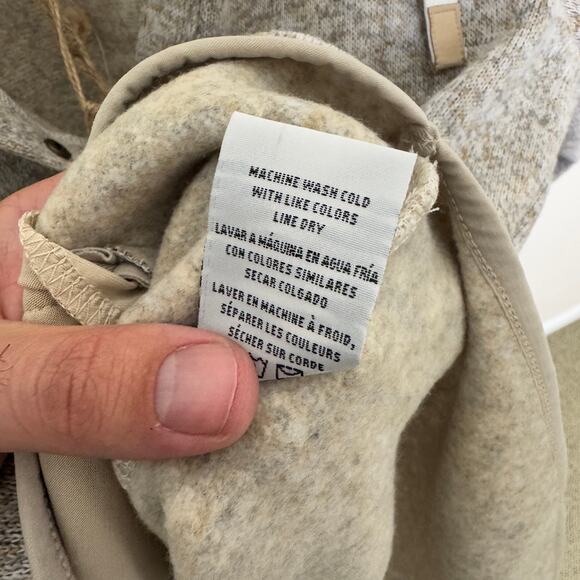 MACHINE WASH COLD
WITH LIKE COLORS
LINE DRY
LAVAR A MÁQUINA EN AGUA FRÍA
CON COLORES SIMILARES
SECAR COLGADO
LAVER EN MACHINE À FROID,
SÉPARER LES COULEURS
SÉCHER SUR CORDE